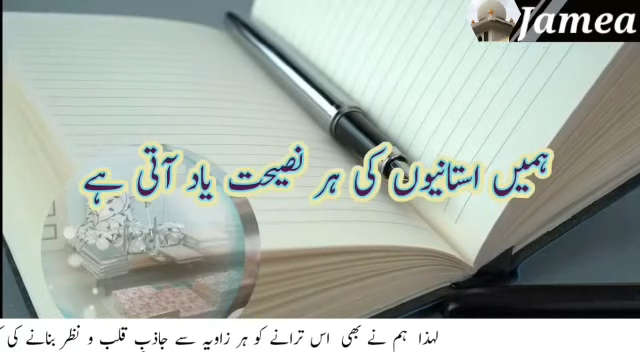 Jamea
ہمیں استانیوں کی ہر نصیحت یاد آتی ہے
لہذا ہم نے بھی اس ترانے کو ہر زاویہ سے جاذب قلب و نظر بنانے کی